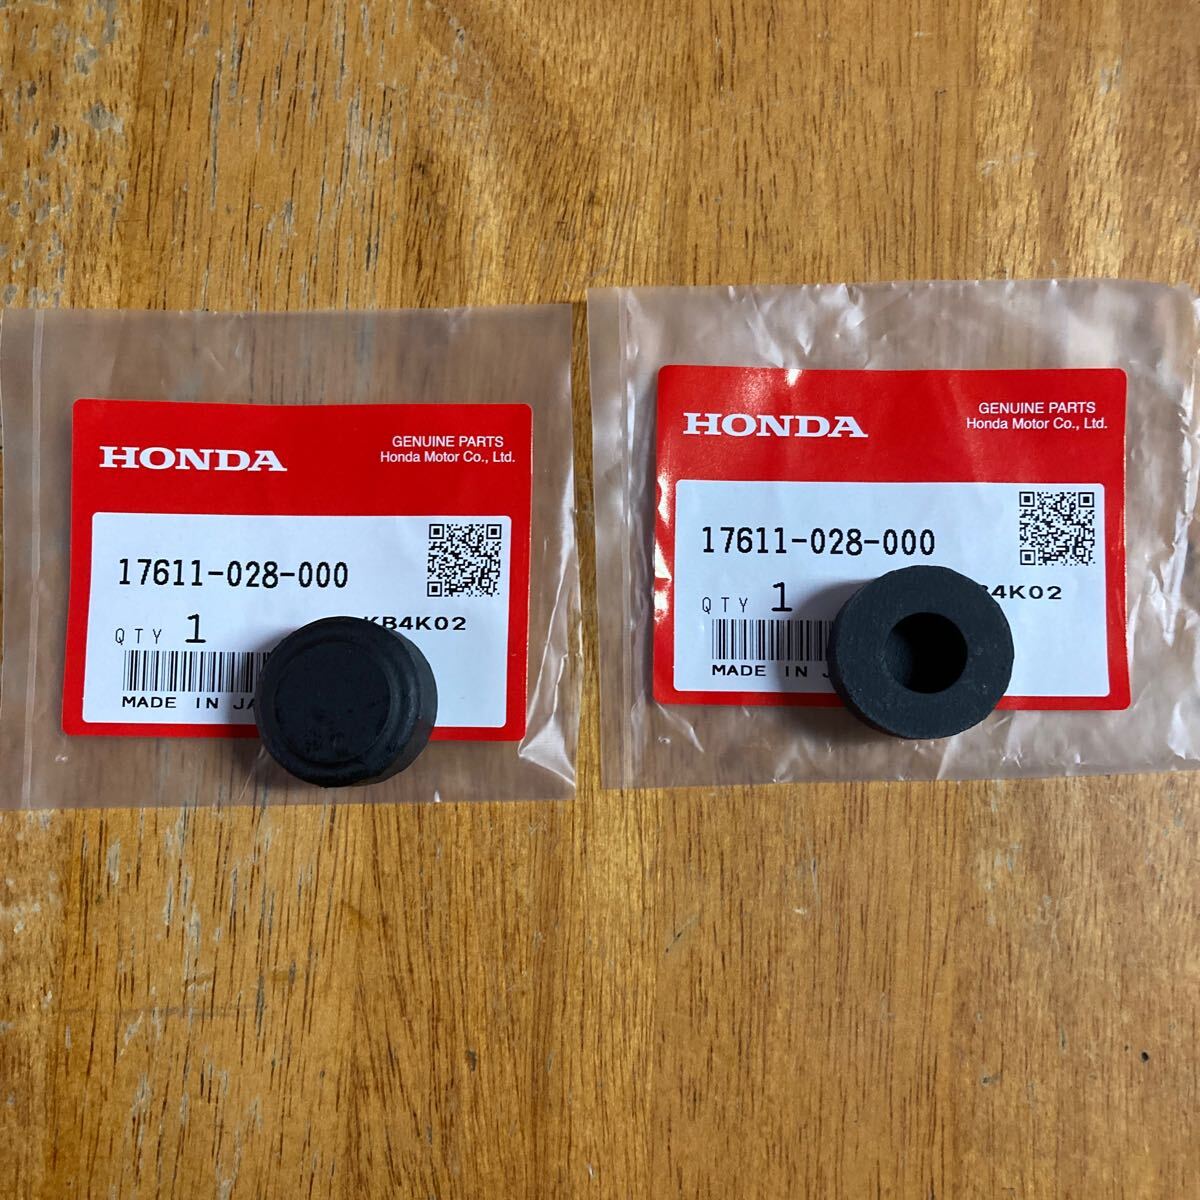 HONDA
GENUINE PARTS
Honda Motor Co., Ltd.
17611-028-000
QTY 1
KB4K02
MADE IN
HONDA
GENUINE PARTS
Honda Motor Co., Ltd.
17611-028-000
QTY 1
MADE IN